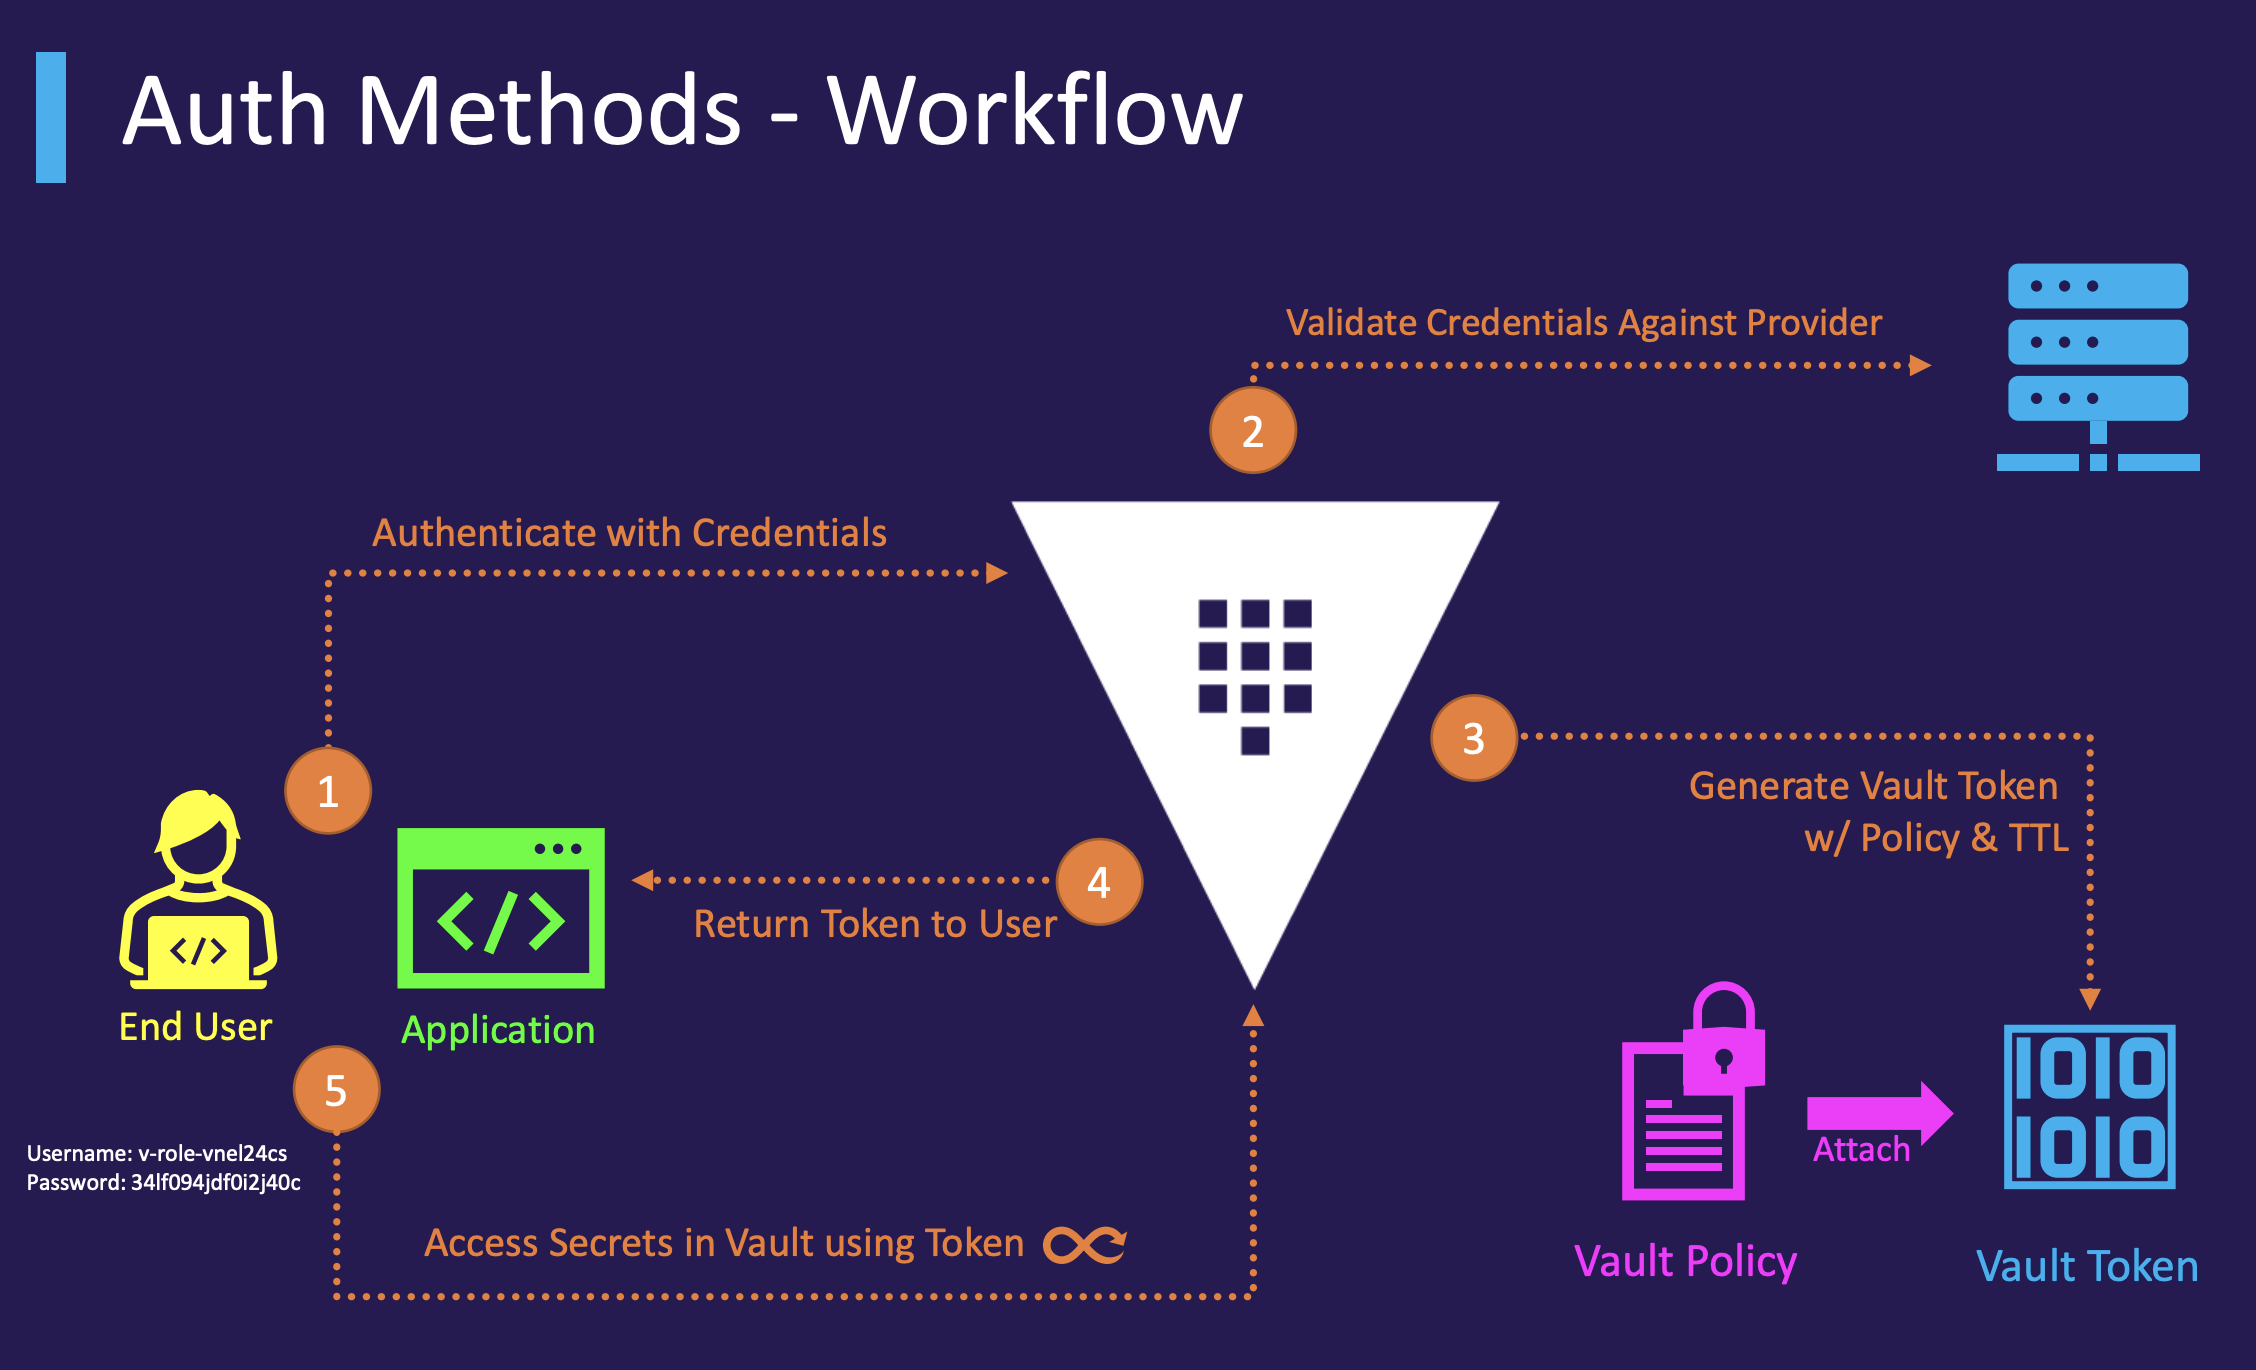 Auth Methods - Workflow
Validate Credentials Against Provider
2
Authenticate with Credentials
1
3
Generate Vault Token
w/ Policy & TTL
4
Return Token to User
End User
Application
5
Username: v-role-vnel24cs
Password: 34lf094jdf0i2j40c
Access Secrets in Vault using Token
Attach
1010
1010
Vault Policy
Vault Token